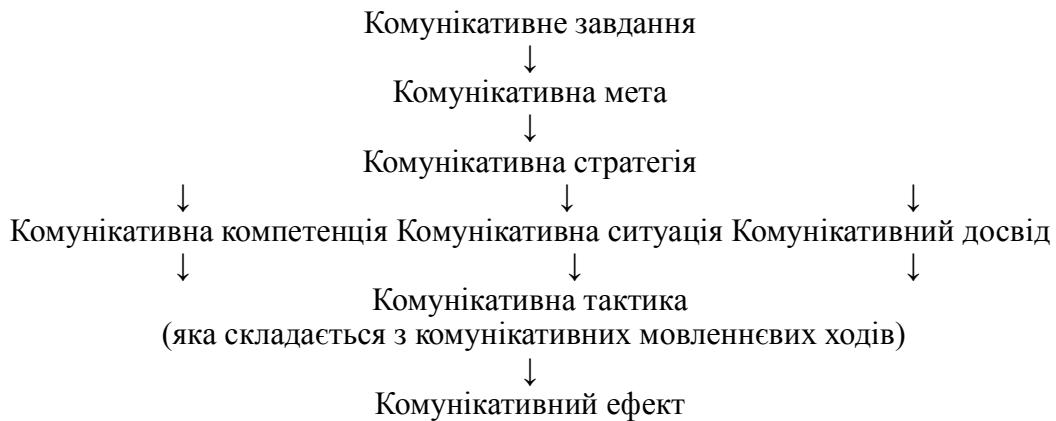 Комунікативне завдання
↓
Комунікативна мета
↓
Комунікативна стратегія
↓ ↓ ↓
Комунікативна компетенція Комунікативна ситуація Комунікативний досвід
↓ ↓ ↓
Комунікативна тактика
(яка складається з комунікативних мовленнєвих ходів)
↓
Комунікативний ефект